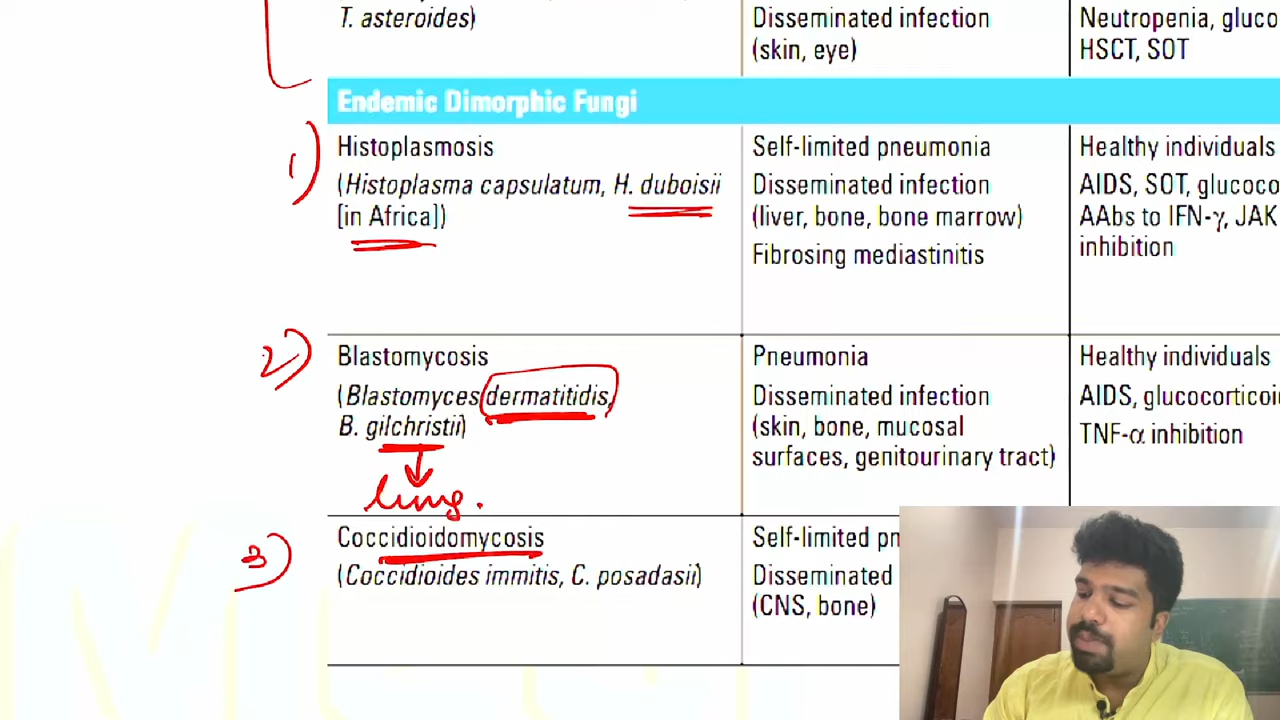 T. asteroides)
Disseminated infection
(skin, eye)
Neutropenia, gluco
HSCT, SOT
Endemic Dimorphic Fungi
1)
Histoplasmosis
(Histoplasma capsulatum, H. duboisii
[in Africa])
Self-limited pneumonia
Disseminated infection
(liver, bone, bone marrow)
Fibrosing mediastinitis
Healthy individuals
AIDS, SOT, glucoco
AAbs to IFN-γ, JAK
inhibition
2)
Blastomycosis
(Blastomyces dermatitidis,
B. gilchristii)
lung.
Pneumonia
Disseminated infection
(skin, bone, mucosal
surfaces, genitourinary tract)
Healthy individuals
AIDS, glucocorticoi
TNF-α inhibition
3)
Coccidioidomycosis
(Coccidioides immitis, C. posadasii)
Self-limited pn
Disseminated
(CNS, bone)